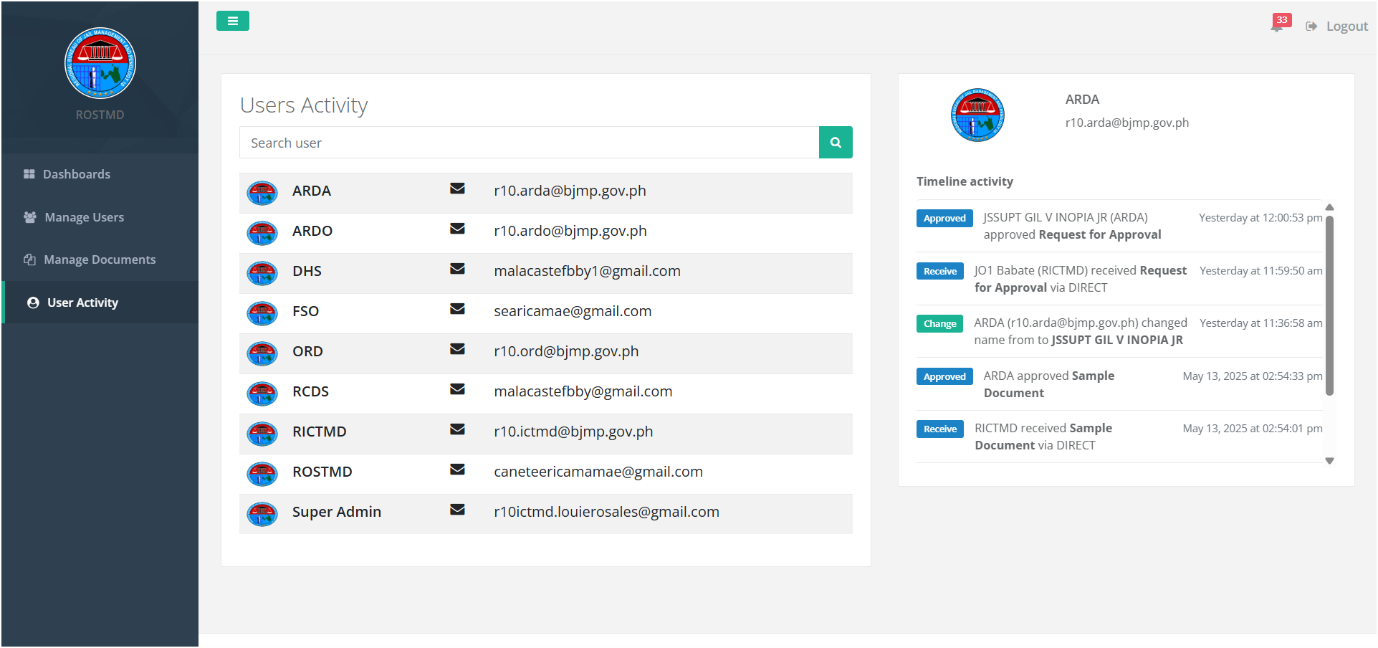 ROSTMD
Dashboards
Manage Users
Manage Documents
User Activity
33
Logout
Users Activity
Search user
ARDA r10.arda@bjmp.gov.ph
ARDO r10.ardo@bjmp.gov.ph
DHS malacastefbby1@gmail.com
FSO searicamae@gmail.com
ORD r10.ord@bjmp.gov.ph
RCDS malacastefbby@gmail.com
RICTMD r10.ictmd@bjmp.gov.ph
ROSTMD caneteericamamae@gmail.com
Super Admin r10ictmd.louierosales@gmail.com
ARDA
r10.arda@bjmp.gov.ph
Timeline activity
Approved JSSUPT GIL V INOPIA JR (ARDA) Yesterday at 12:00:53 pm
approved Request for Approval
Receive JO1 Babate (RICTMD) received Request Yesterday at 11:59:50 am
for Approval via DIRECT
Change ARDA (r10.arda@bjmp.gov.ph) changed Yesterday at 11:36:58 am
name from to JSSUPT GIL V INOPIA JR
Approved ARDA approved Sample May 13, 2025 at 02:54:33 pm
Document
Receive RICTMD received Sample May 13, 2025 at 02:54:01 pm
Document via DIRECT